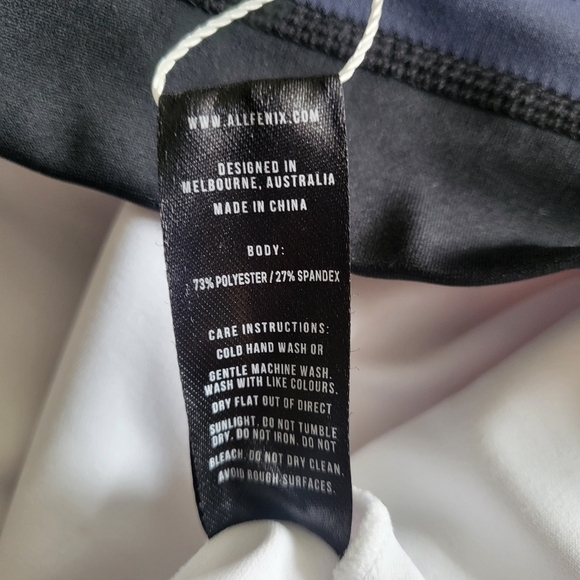 WWW.ALLFENIX.COM
DESIGNED IN
MELBOURNE, AUSTRALIA
MADE IN CHINA
BODY:
73% POLYESTER / 27% SPANDEX
CARE INSTRUCTIONS:
COLD HAND WASH OR
GENTLE MACHINE WASH.
WASH WITH LIKE COLOURS.
DRY FLAT OUT OF DIRECT
SUNLIGHT. DO NOT TUMBLE
DRY. DO NOT IRON. DO NOT
BLEACH. DO NOT DRY CLEAN.
AVOID ROUGH SURFACES.